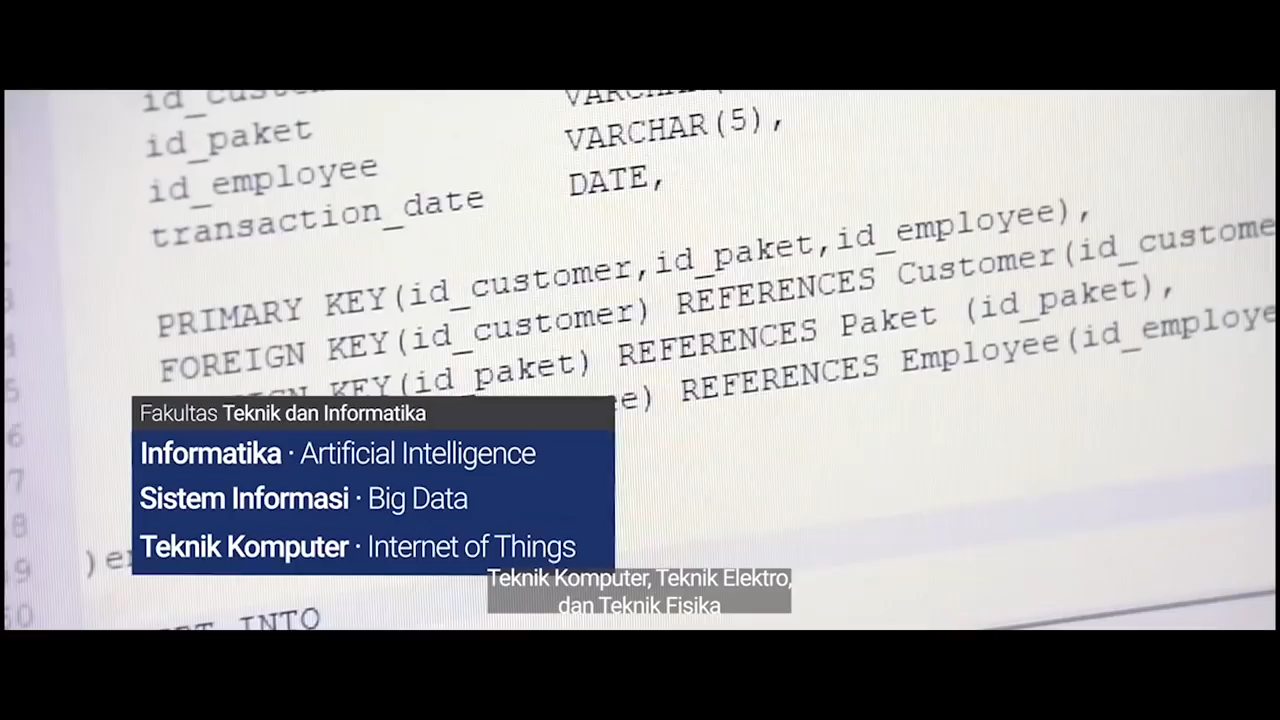 id_paket VARCHAR(5),
id_employee DATE,
transaction_date
PRIMARY KEY(id_customer,id_paket,id_employee),
FOREIGN KEY(id_customer) REFERENCES Customer(id_custome
KEY(id_paket) REFERENCES Paket (id_paket),
ee) REFERENCES Employee(id_employe
Fakultas Teknik dan Informatika
Informatika · Artificial Intelligence
Sistem Informasi · Big Data
Teknik Komputer · Internet of Things
Teknik Komputer, Teknik Elektro,
dan Teknik Fisika
INTO